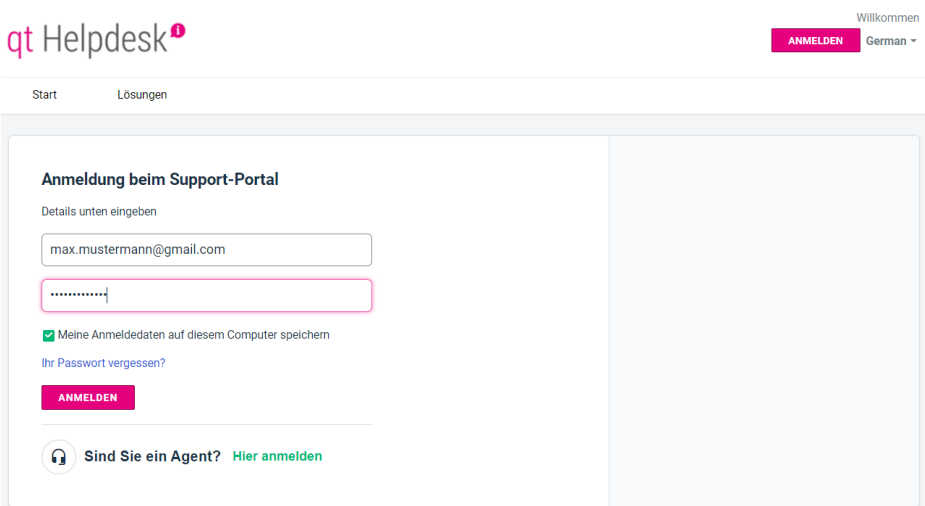 Willkommen
qt Helpdesk i
ANMELDEN German
Start Lösungen
Anmeldung beim Support-Portal
Details unten eingeben
max.mustermann@gmail.com
•••••••••••••
Meine Anmeldedaten auf diesem Computer speichern
Ihr Passwort vergessen?
ANMELDEN
Sind Sie ein Agent? Hier anmelden